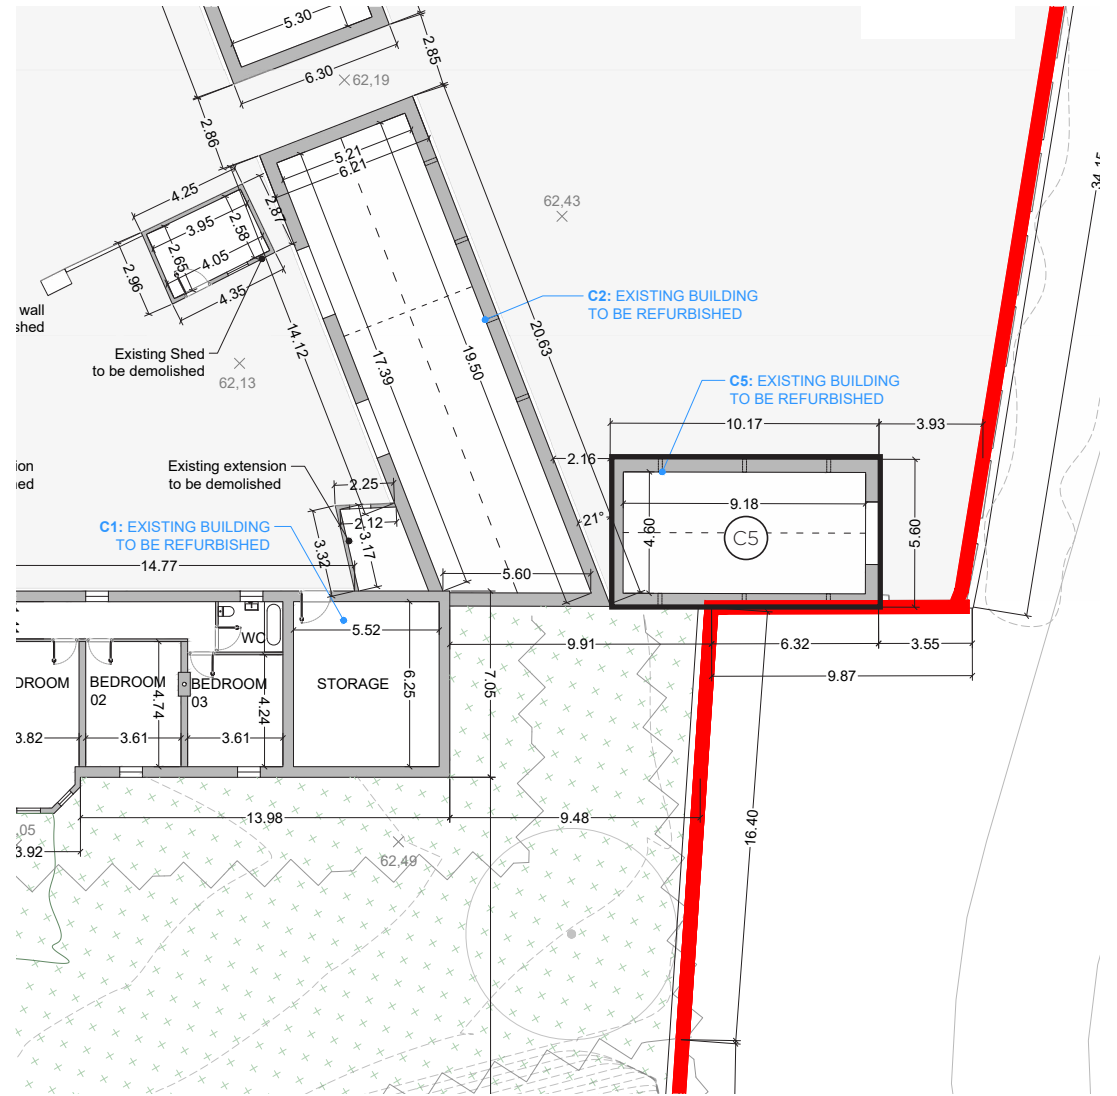 5.30
2.85
6.30
62,19
2.86
5.21
6.21
4.25
2.87
3.95
2.58
2.65
4.05
2.96
4.35
62,43
34.15
wall
shed
C2: EXISTING BUILDING
TO BE REFURBISHED
14.12
20.63
Existing Shed
to be demolished
17.39
19.50
62,13
C5: EXISTING BUILDING
TO BE REFURBISHED
10.17
3.93
2.16
ion
ned
Existing extension
to be demolished
2.25
2.12
9.18
21°
4.60
C5
5.60
C1: EXISTING BUILDING
TO BE REFURBISHED
3.32
3.17
14.77
5.60
WC
5.52
9.91
6.32
3.55
9.87
DROOM
BEDROOM
02
4.74
BEDROOM
03
4.24
STORAGE
6.25
7.05
3.82
3.61
3.61
13.98
9.48
16.40
,05
3.92
62,49